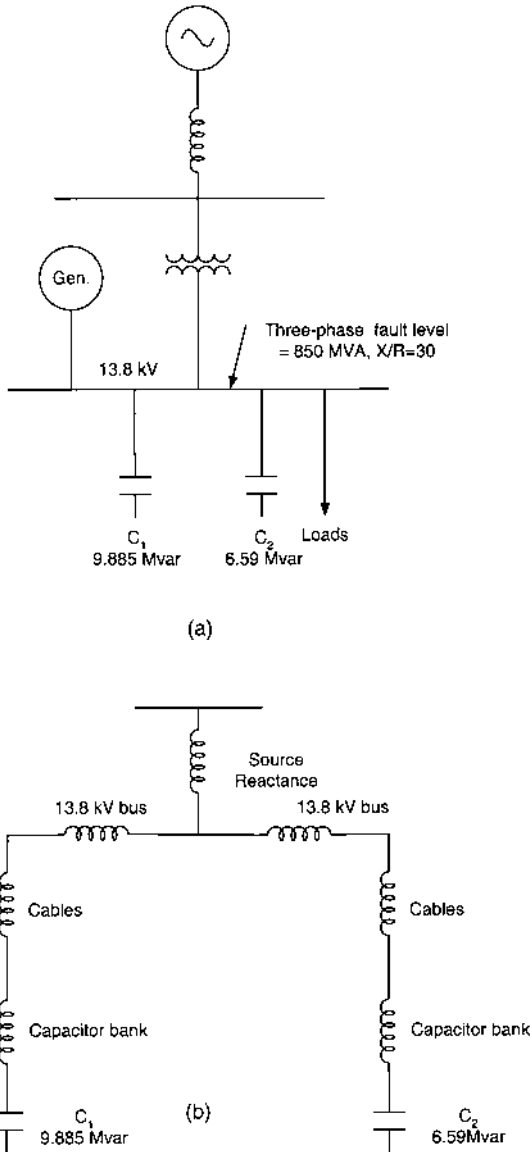 Gen.
Three-phase fault level
= 850 MVA, X/R=30
13.8 kV
C₁
9.885 Mvar
C₂
6.59 Mvar
Loads
(a)
Source
Reactance
13.8 kV bus
13.8 kV bus
Cables
Cables
Capacitor bank
Capacitor bank
C₁
9.885 Mvar
(b)
C₂
6.59Mvar